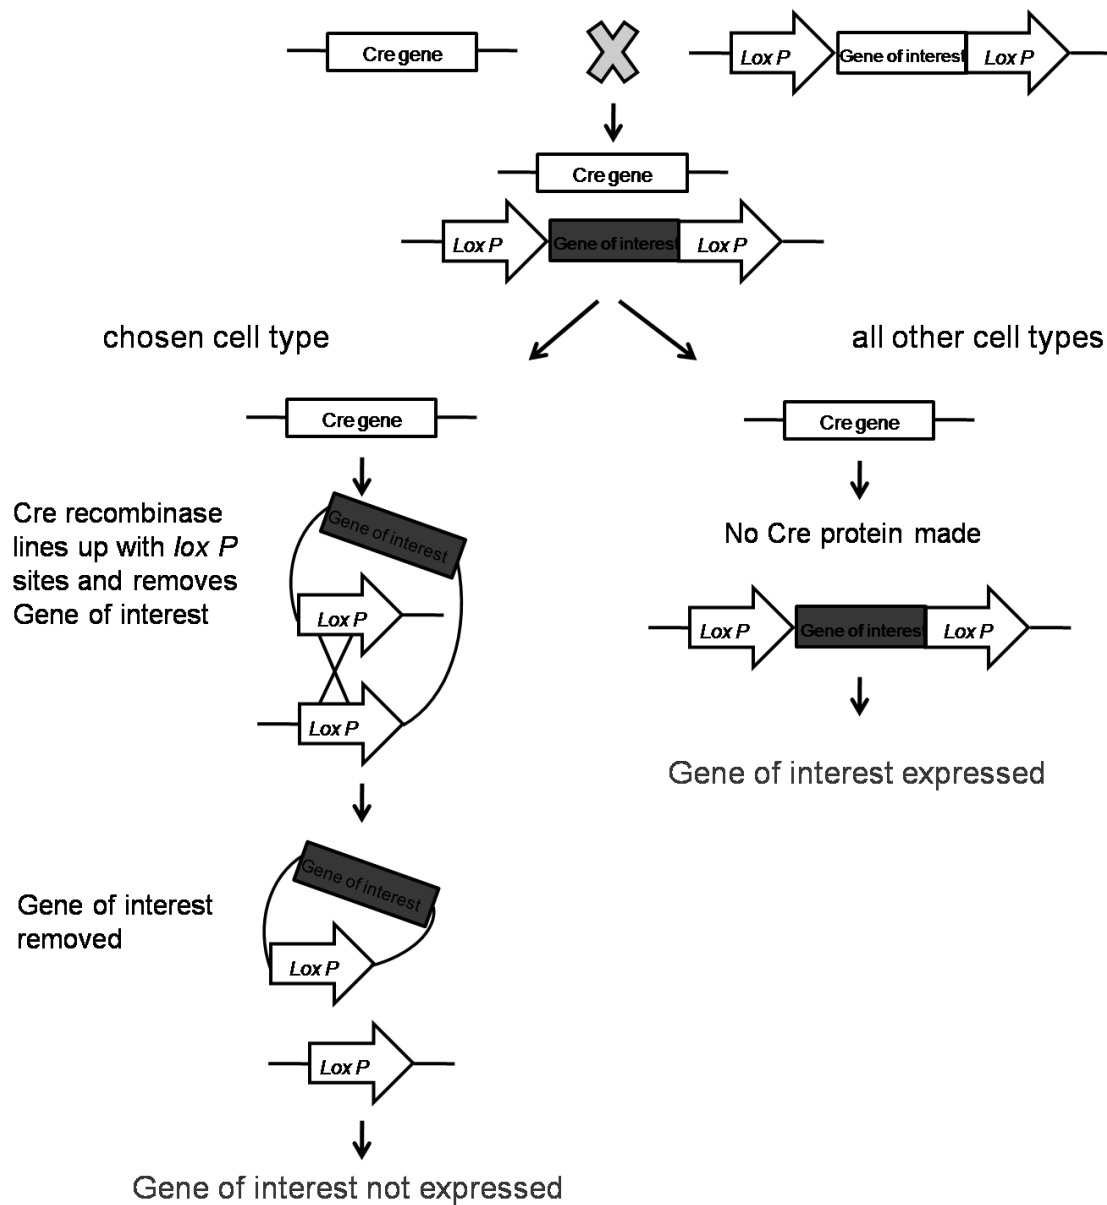 Cre gene
Lox P
Gene of interest
Lox P
Cre gene
Lox P
Gene of interest
Lox P
chosen cell type
all other cell types
Cre gene
Cre recombinase
lines up with lox P
sites and removes
Gene of interest
Gene of interest
Lox P
Lox P
Gene of interest
removed
Gene of interest
Lox P
Lox P
Gene of interest not expressed
Cre gene
No Cre protein made
Lox P
Gene of interest
Lox P
Gene of interest expressed